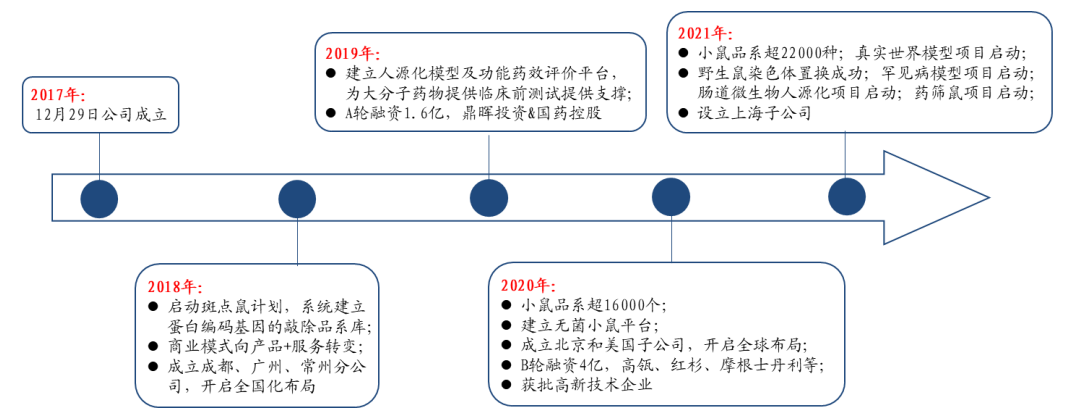 2017年：
12月29日公司成立
2018年：
● 启动斑点鼠计划，系统建立
蛋白编码基因的敲除品系库；
● 商业模式向产品+服务转变；
● 成立成都、广州、常州分公
司，开启全国化布局
2019年：
● 建立人源化模型及功能药效评价平台，
为大分子药物提供临床前测试提供支撑；
● A轮融资1.6亿，鼎晖投资&国药控股
2020年：
● 小鼠品系超16000个；
● 建立无菌小鼠平台；
● 成立北京和美国子公司，开启全球布局；
● B轮融资4亿，高瓴、红杉、摩根士丹利等；
● 获批高新技术企业
2021年：
● 小鼠品系超22000种；真实世界模型项目启动；
● 野生鼠染色体置换成功；罕见病模型项目启动；
肠道微生物人源化项目启动；药筛鼠项目启动；
● 设立上海子公司